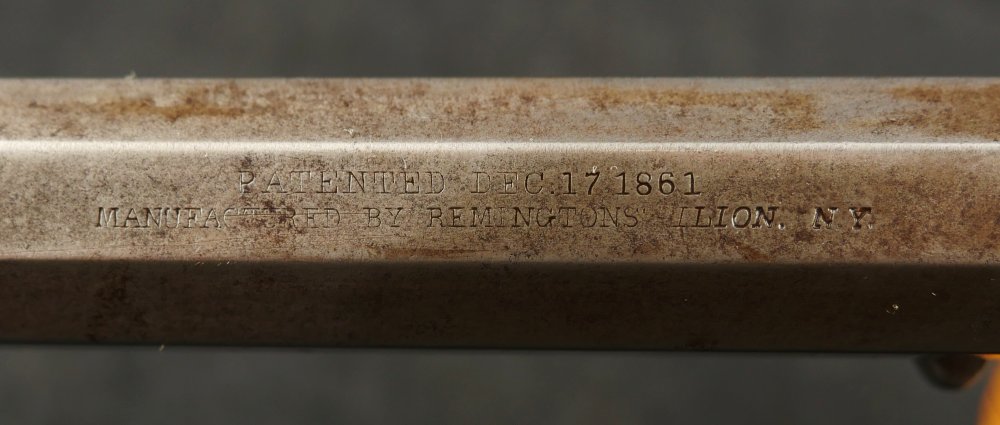 PATENTED DEC. 17 1861
MANUFACTURED BY REMINGTONS' ILION, N.Y.